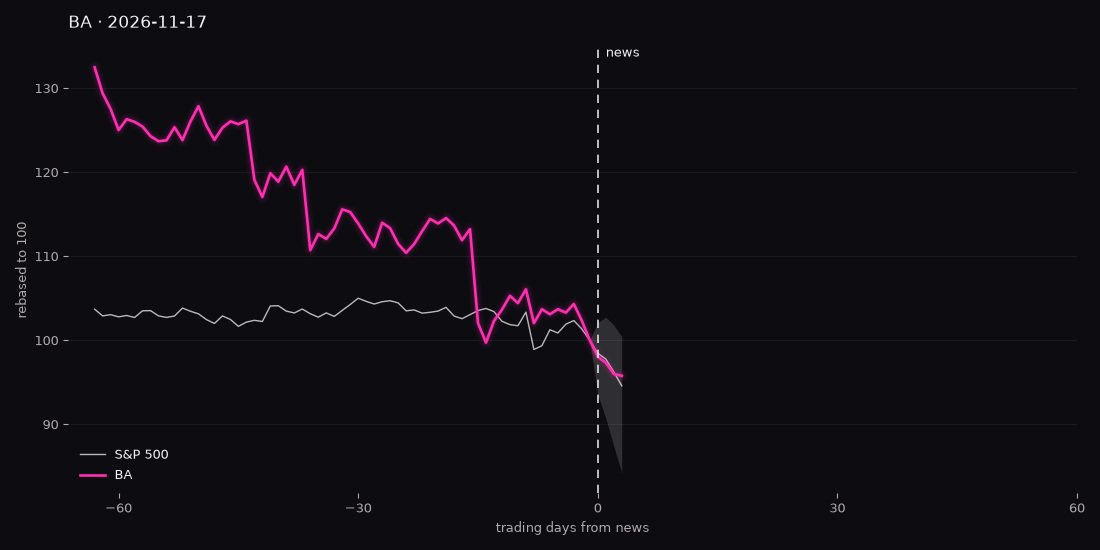 BA · 2026-11-17
news
130
120
110
100
90
rebased to 100
S&P 500
BA
−60
−30
0
30
60
trading days from news